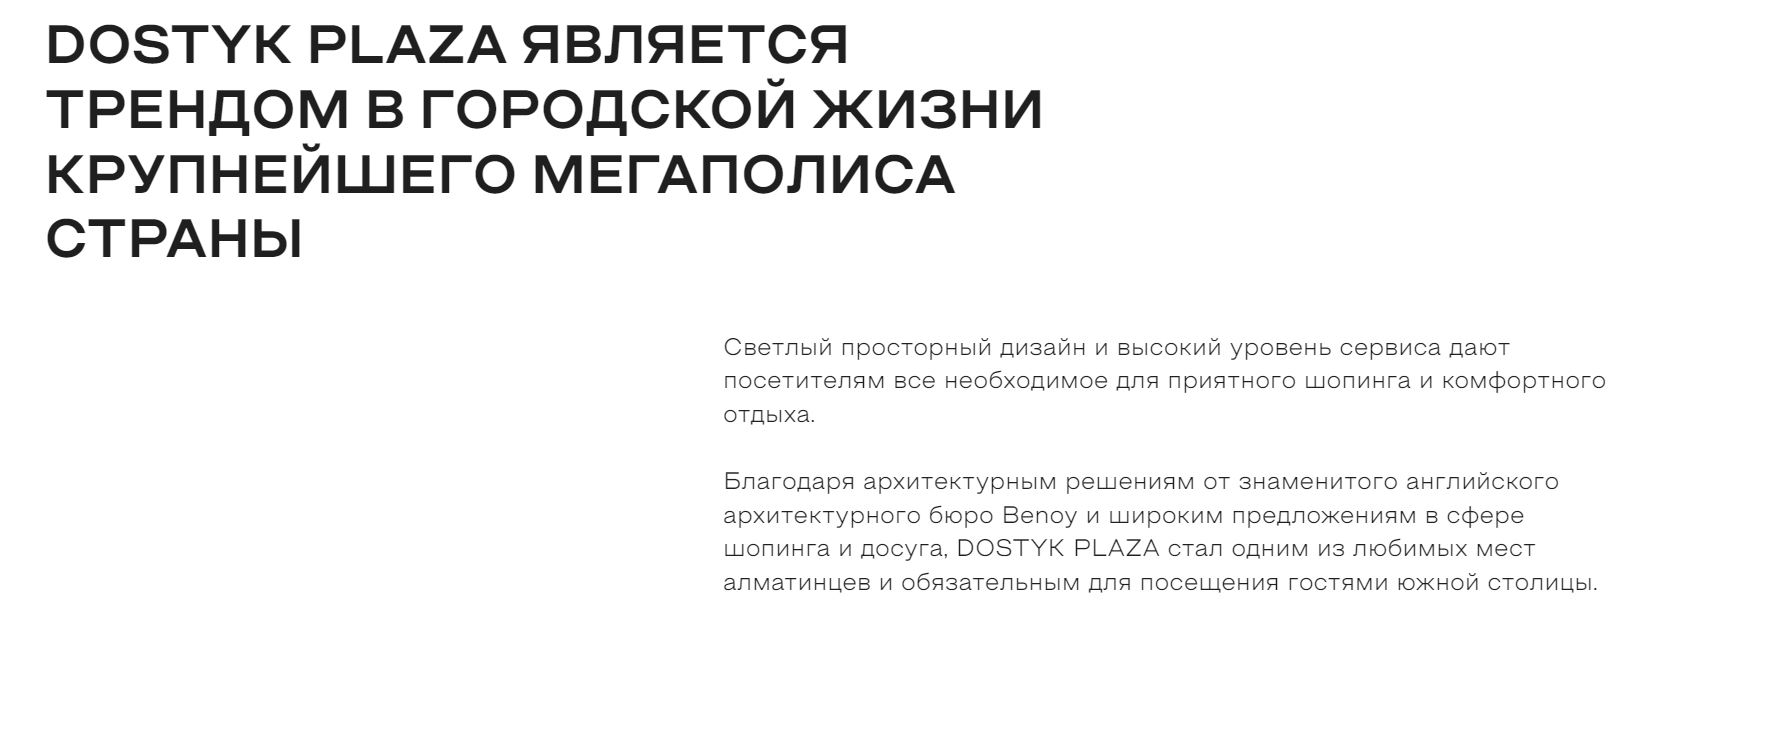 DOSTYK PLAZA ЯВЛЯЕТСЯ
ТРЕНДОМ В ГОРОДСКОЙ ЖИЗНИ
КРУПНЕЙШЕГО МЕГАПОЛИСА
СТРАНЫ
Светлый просторный дизайн и высокий уровень сервиса дают
посетителям все необходимое для приятного шопинга и комфортного
отдыха.
Благодаря архитектурным решениям от знаменитого английского
архитектурного бюро Benoy и широким предложениям в сфере
шопинга и досуга, DOSTYK PLAZA стал одним из любимых мест
алматинцев и обязательным для посещения гостями южной столицы.